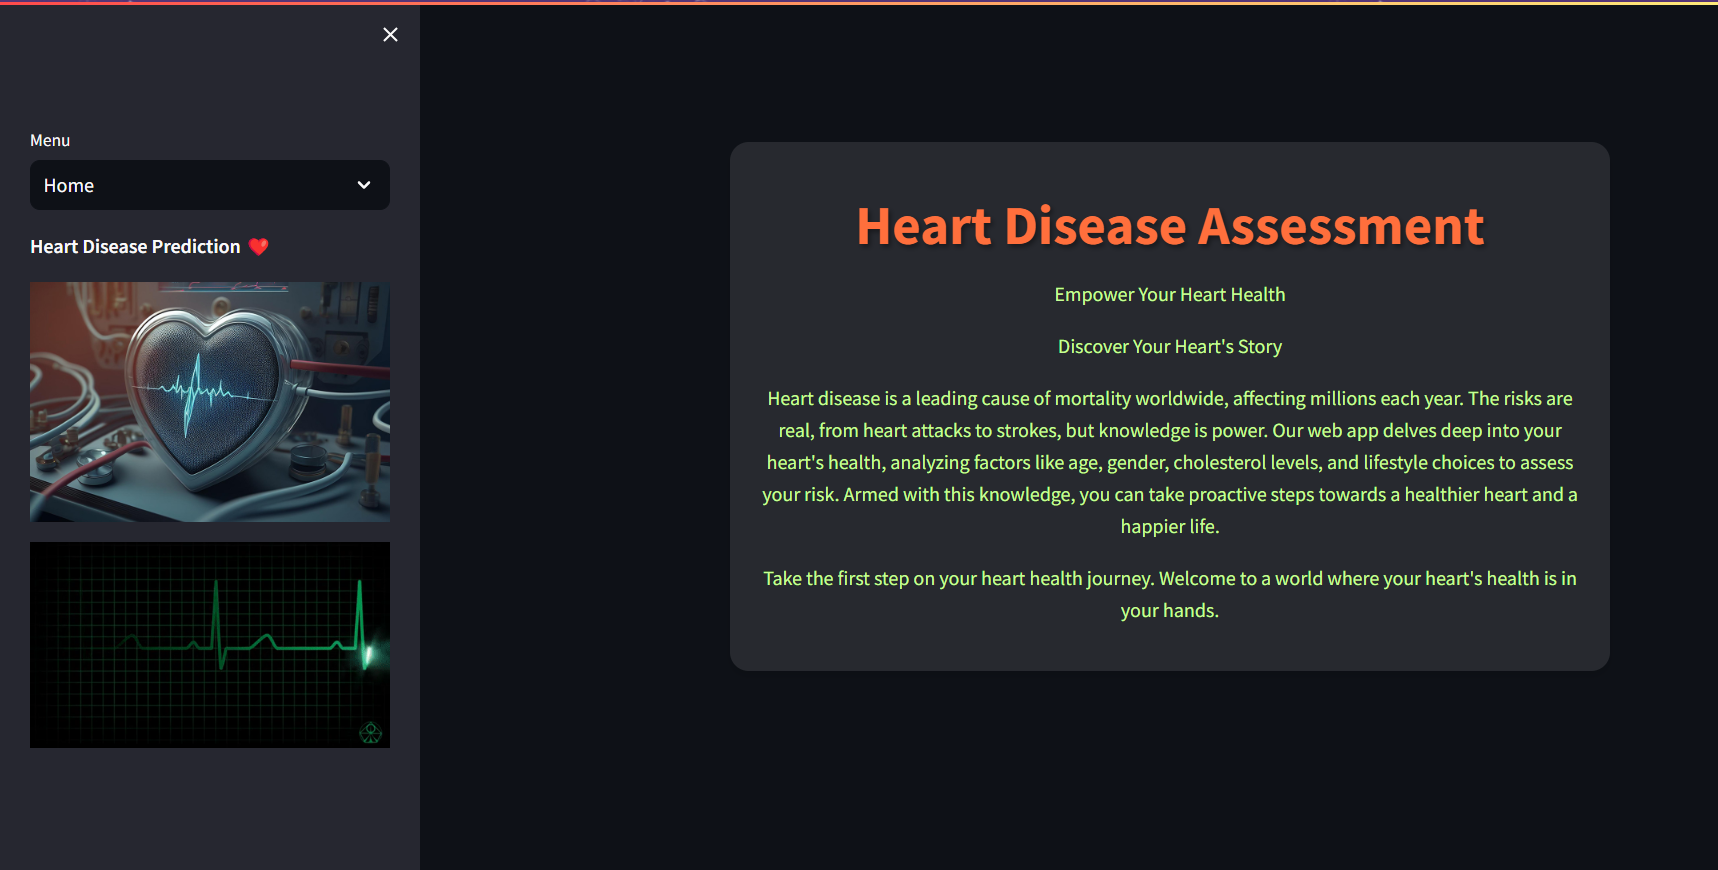 Menu
Home
Heart Disease Prediction ❤️
Heart Disease Assessment
Empower Your Heart Health
Discover Your Heart's Story
Heart disease is a leading cause of mortality worldwide, affecting millions each year. The risks are
real, from heart attacks to strokes, but knowledge is power. Our web app delves deep into your
heart's health, analyzing factors like age, gender, cholesterol levels, and lifestyle choices to assess
your risk. Armed with this knowledge, you can take proactive steps towards a healthier heart and a
happier life.
Take the first step on your heart health journey. Welcome to a world where your heart's health is in
your hands.